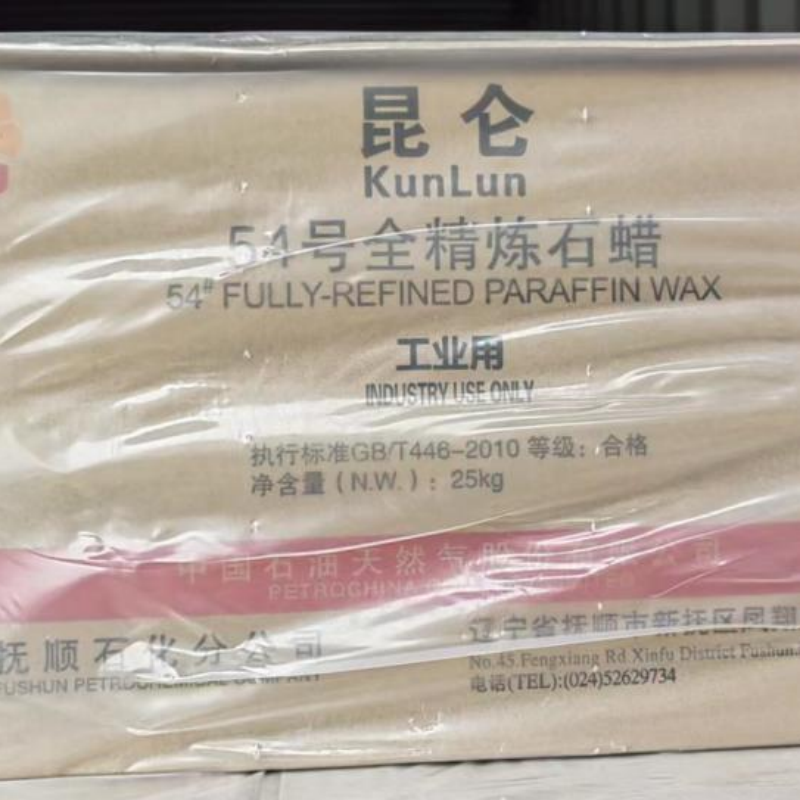 昆仑
KunLun
54号全精炼石蜡
54# FULLY-REFINED PARAFFIN WAX
工业用
INDUSTRY USE ONLY
执行标准GB/T446-2010 等级：合格
净含量（N.W.）：25kg
中国石油天然气股份有限公司
PETROCHINA COMPANY LIMITED
抚顺石化分公司
FUSHUN PETROCHEMICAL COMPANY
辽宁省抚顺市新抚区凤翔
No.45.Fengxiang Rd Xinfu District Fushun
电话(TEL):(024)52629734